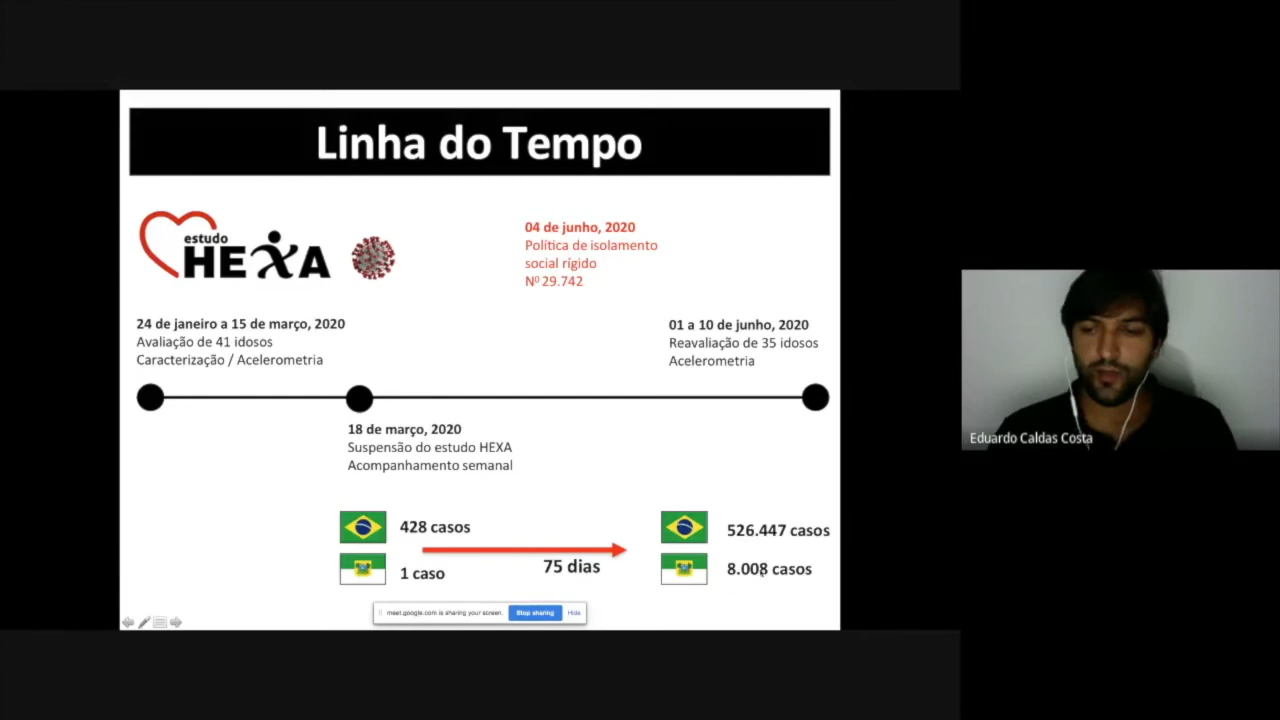 Linha do Tempo
estudo
HEXA
04 de junho, 2020
Política de isolamento
social rígido
Nº 29.742
24 de janeiro a 15 de março, 2020
Avaliação de 41 idosos
Caracterização / Acelerometria
01 a 10 de junho, 2020
Reavaliação de 35 idosos
Acelerometria
18 de março, 2020
Suspensão do estudo HEXA
Acompanhamento semanal
428 casos
1 caso
75 dias
526.447 casos
8.008 casos
meet.google.com is sharing your screen.
Stop sharing
Hide
Eduardo Caldas Costa